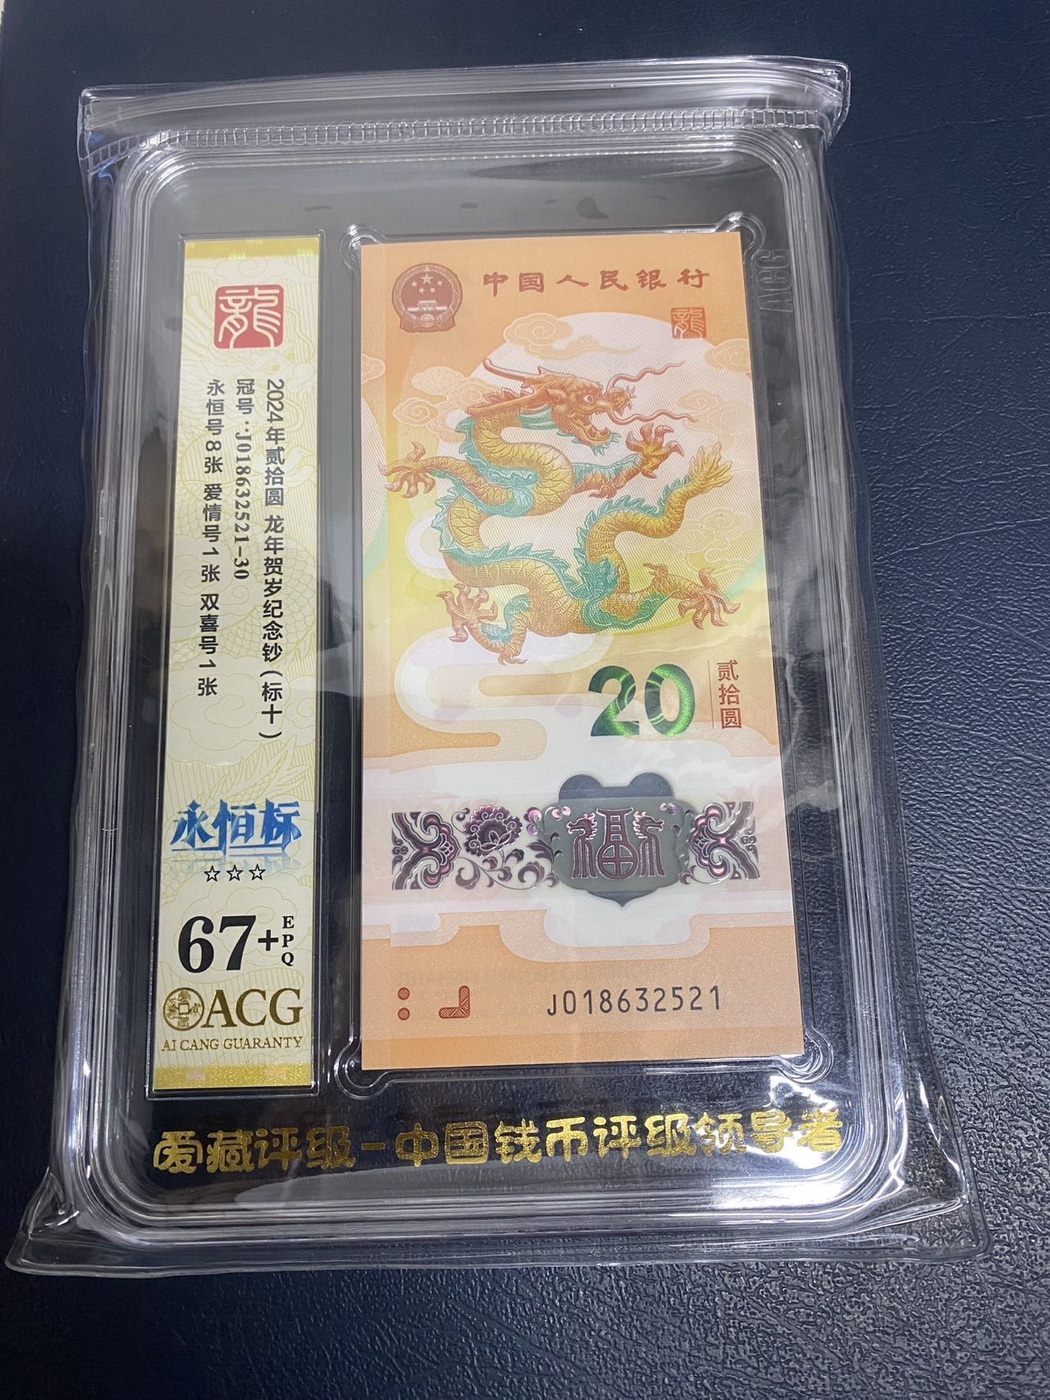 龍
2024年贰拾圆 龙年贺岁纪念钞(标十)
冠号:J018632521-30
永恒号8张 爱情号1张 双喜号1张
永恒标
☆☆☆
67+ EPQ
ACG
AI CANG GUARANTY
中国人民银行
龍
20
贰拾圆
福
J018632521
爱藏评级-中国钱币评级领导者